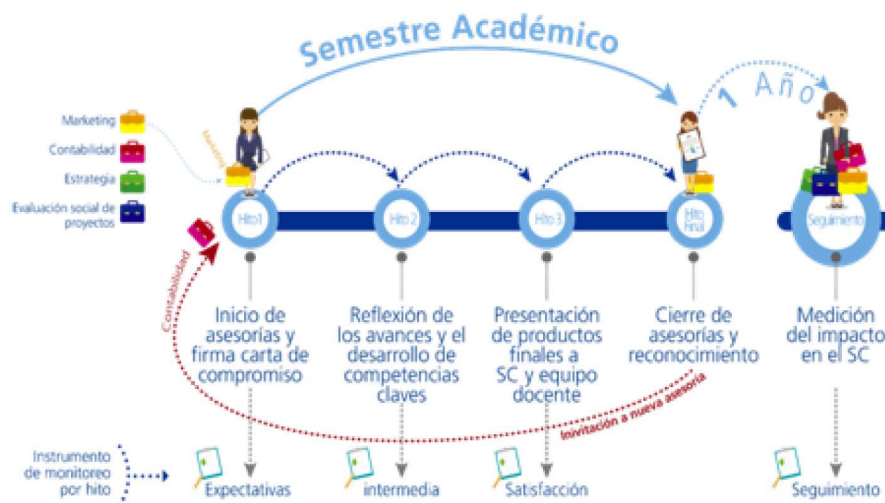 Semestre Académico
1 Año
Marketing
Contabilidad
Estrategia
Evaluación social de
proyectos
Marketing
Hito 1
Hito 2
Hito 3
Hito
Final
Seguimiento
Contabilidad
Inicio de
asesorías y
firma carta de
compromiso
Reflexión de
los avances y el
desarrollo de
competencias
claves
Presentación
de productos
finales a
SC y equipo
docente
Cierre de
asesorías y
reconocimiento
Medición
del impacto
en el SC
Inivitación a nueva asesoría
Instrumento
de monitoreo
por hito
Expectativas
intermedia
Satisfacción
Seguimiento